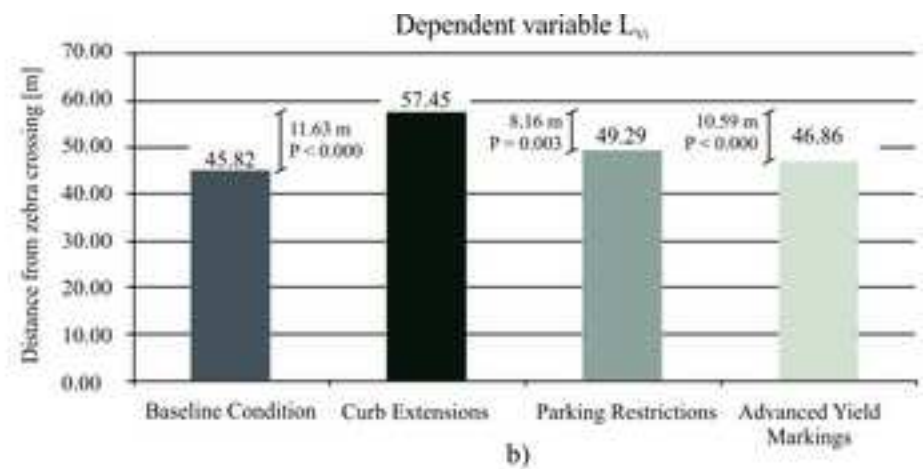 Dependent variable Lvi
Distance from zebra crossing [m]
70.00
60.00
50.00
40.00
30.00
20.00
10.00
0.00
45.82
11.63 m
P < 0.000
57.45
8.16 m
P = 0.003
49.29
10.59 m
P < 0.000
46.86
Baseline Condition
Curb Extensions
Parking Restrictions
Advanced Yield
Markings
b)